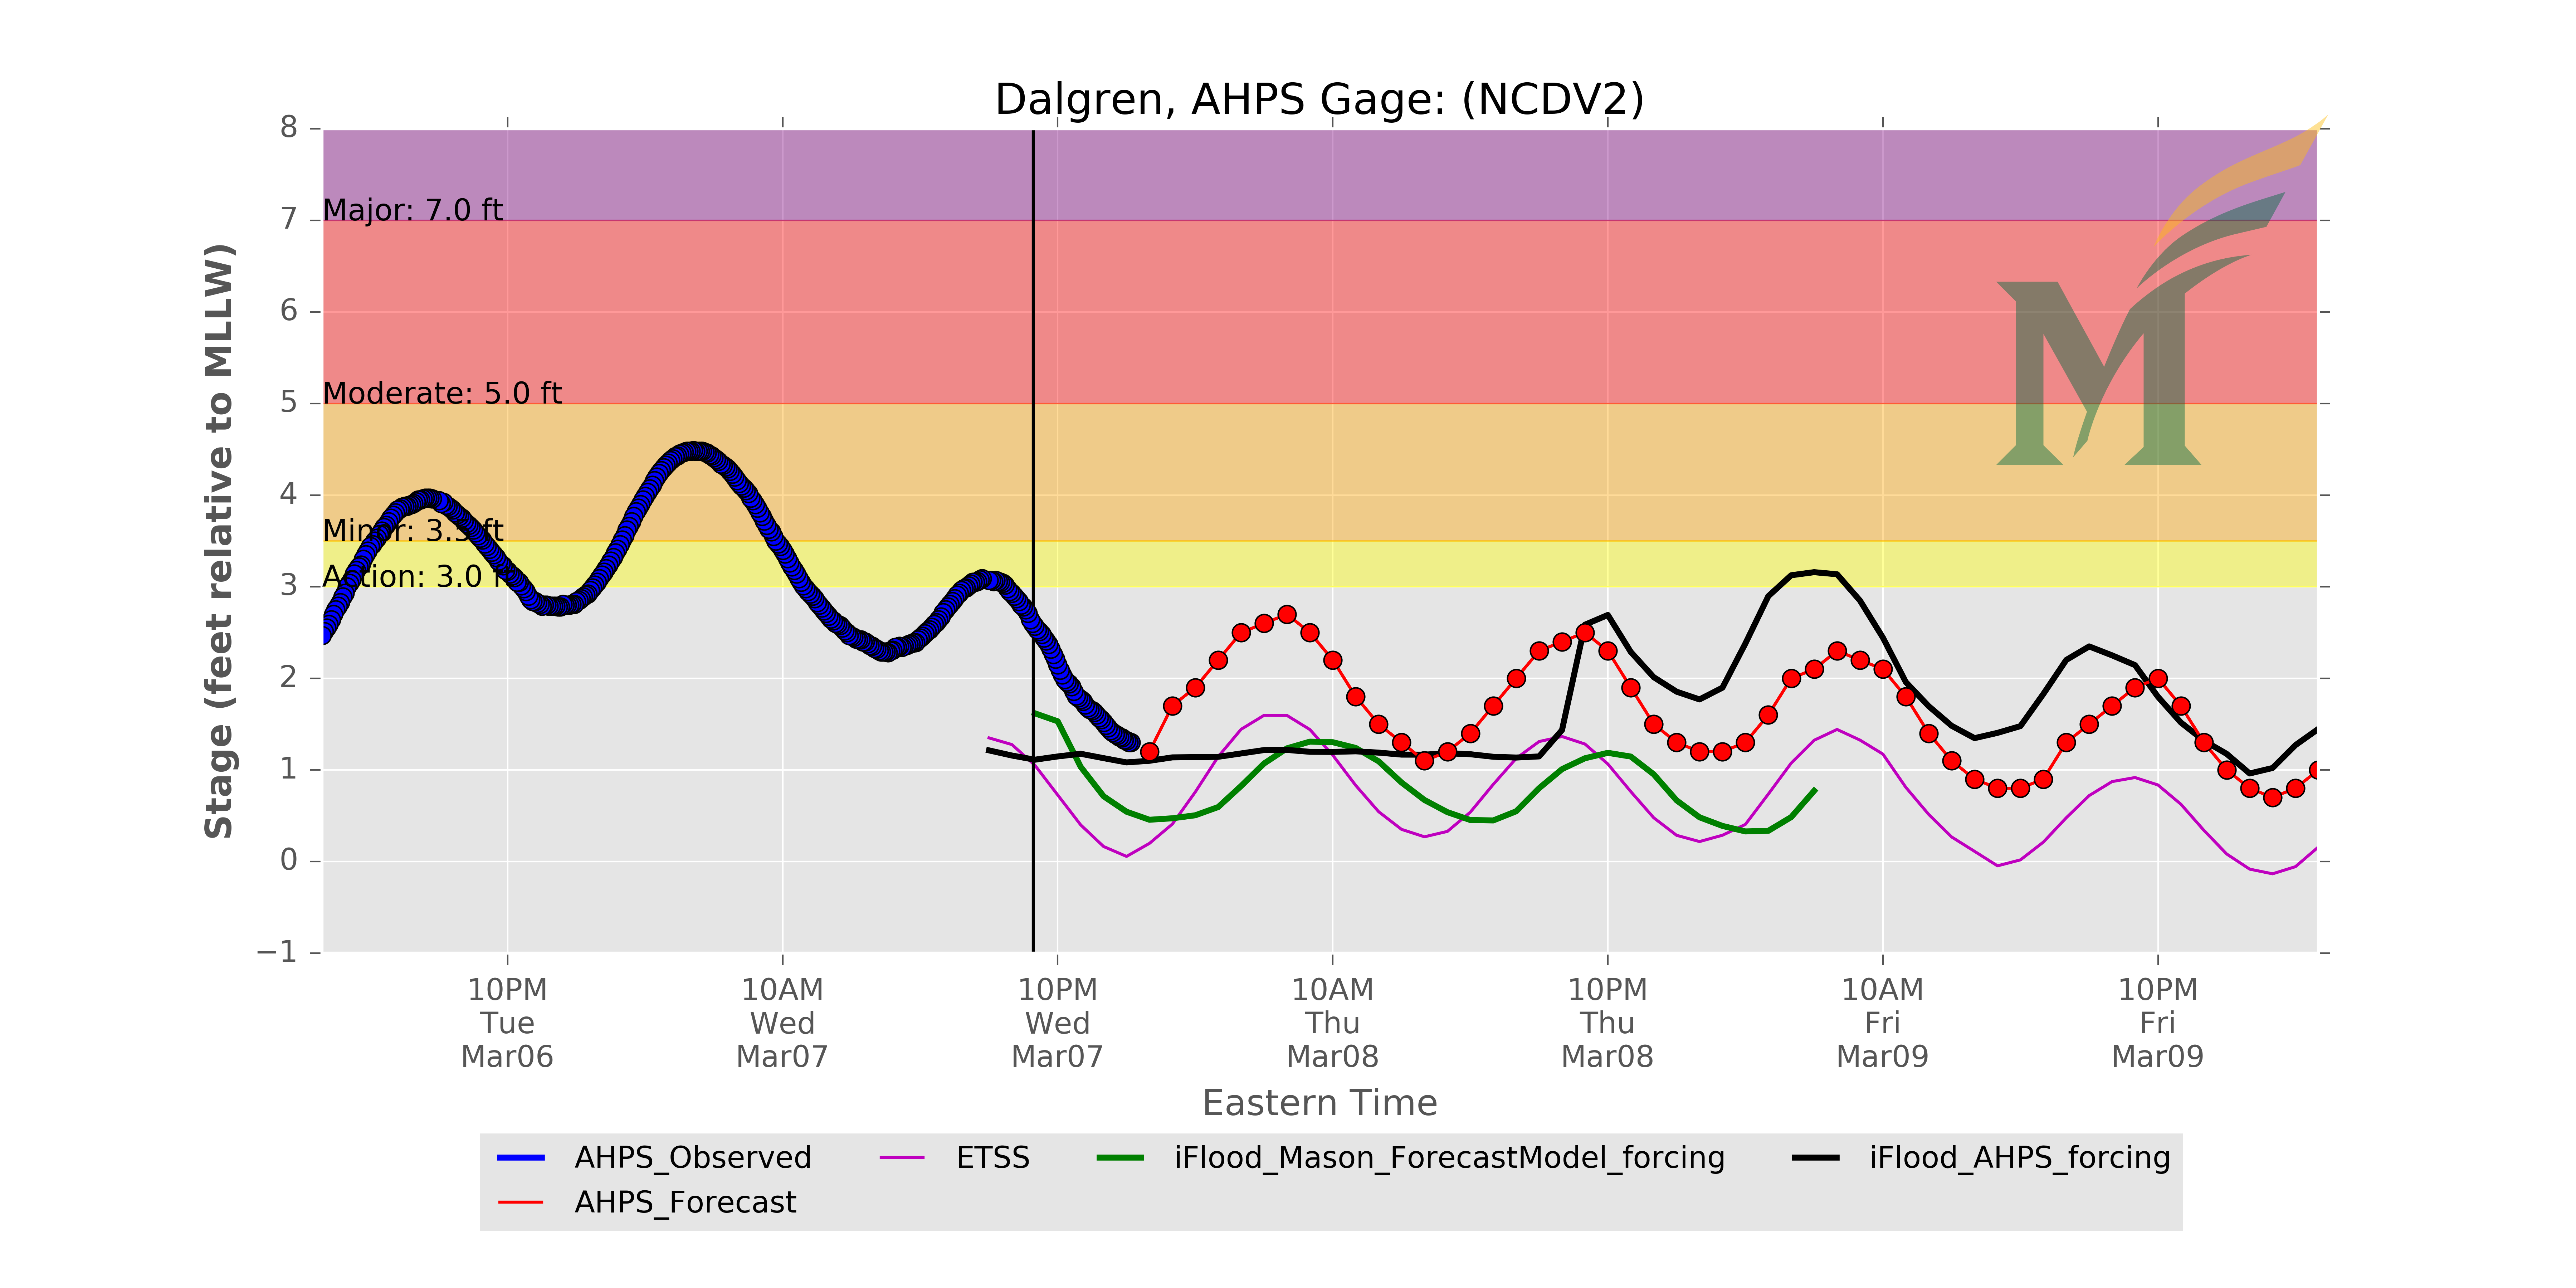 Dalgren, AHPS Gage: (NCDV2)
Stage (feet relative to MLLW)
8
7
6
5
4
3
2
1
0
−1
Major: 7.0 ft
Moderate: 5.0 ft
Minor: 3.5 ft
Action: 3.0 ft
10PM
Tue
Mar06
10AM
Wed
Mar07
10PM
Wed
Mar07
10AM
Thu
Mar08
10PM
Thu
Mar08
10AM
Fri
Mar09
10PM
Fri
Mar09
Eastern Time
AHPS_Observed
AHPS_Forecast
ETSS
iFlood_Mason_ForecastModel_forcing
iFlood_AHPS_forcing
M